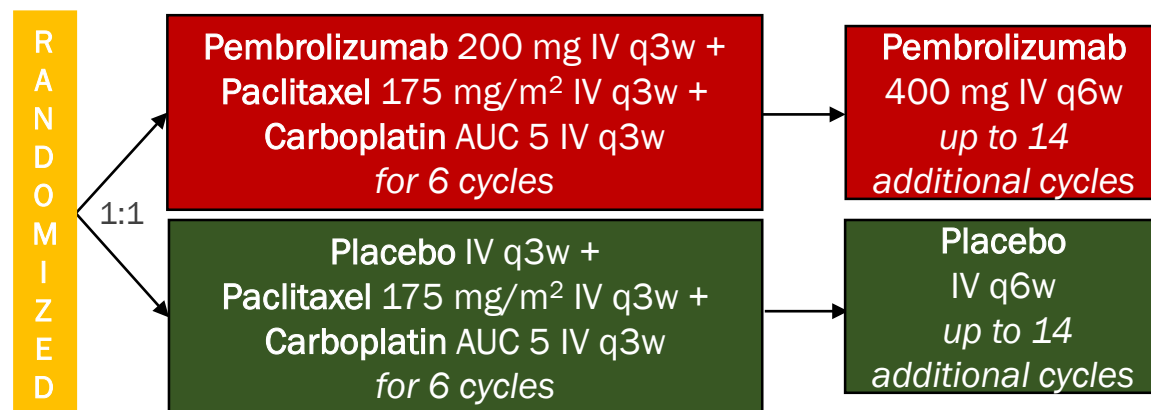 RANDOMIZED
1:1
Pembrolizumab 200 mg IV q3w +
Paclitaxel 175 mg/m² IV q3w +
Carboplatin AUC 5 IV q3w
for 6 cycles
Pembrolizumab
400 mg IV q6w
up to 14
additional cycles
Placebo IV q3w +
Paclitaxel 175 mg/m² IV q3w +
Carboplatin AUC 5 IV q3w
for 6 cycles
Placebo
IV q6w
up to 14
additional cycles